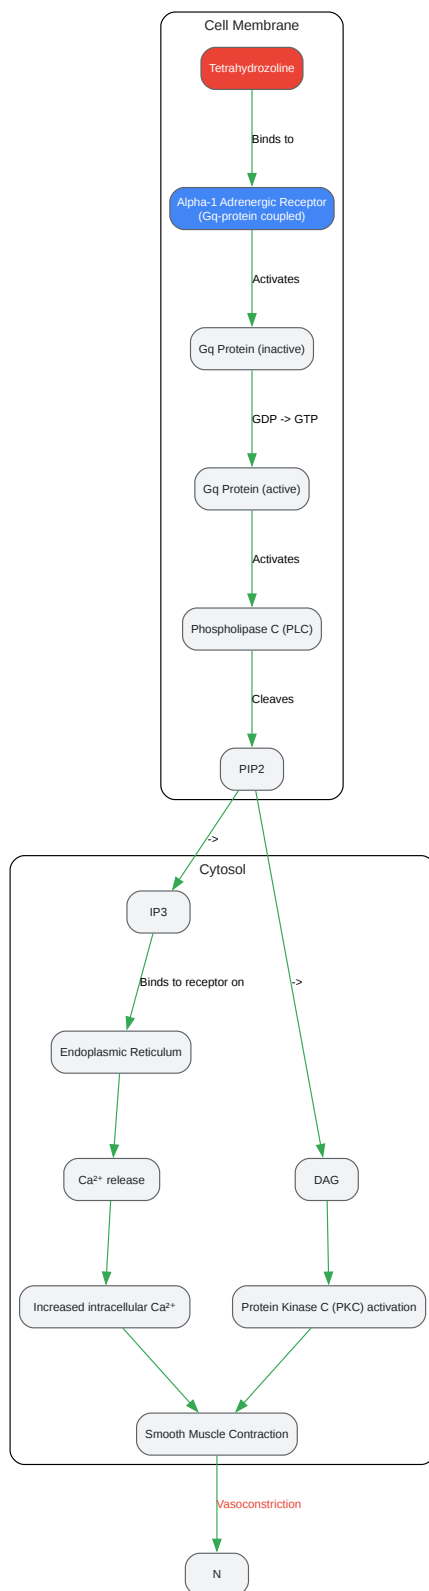 Cell Membrane
Tetrahydrozoline
Binds to
Alpha-1 Adrenergic Receptor
(Gq-protein coupled)
Activates
Gq Protein (inactive)
GDP -> GTP
Gq Protein (active)
Activates
Phospholipase C (PLC)
Cleaves
PIP2
->
Cytosol
IP3
Binds to receptor on
->
Endoplasmic Reticulum
Ca²⁺ release
DAG
Increased intracellular Ca²⁺
Protein Kinase C (PKC) activation
Smooth Muscle Contraction
Vasoconstriction
N